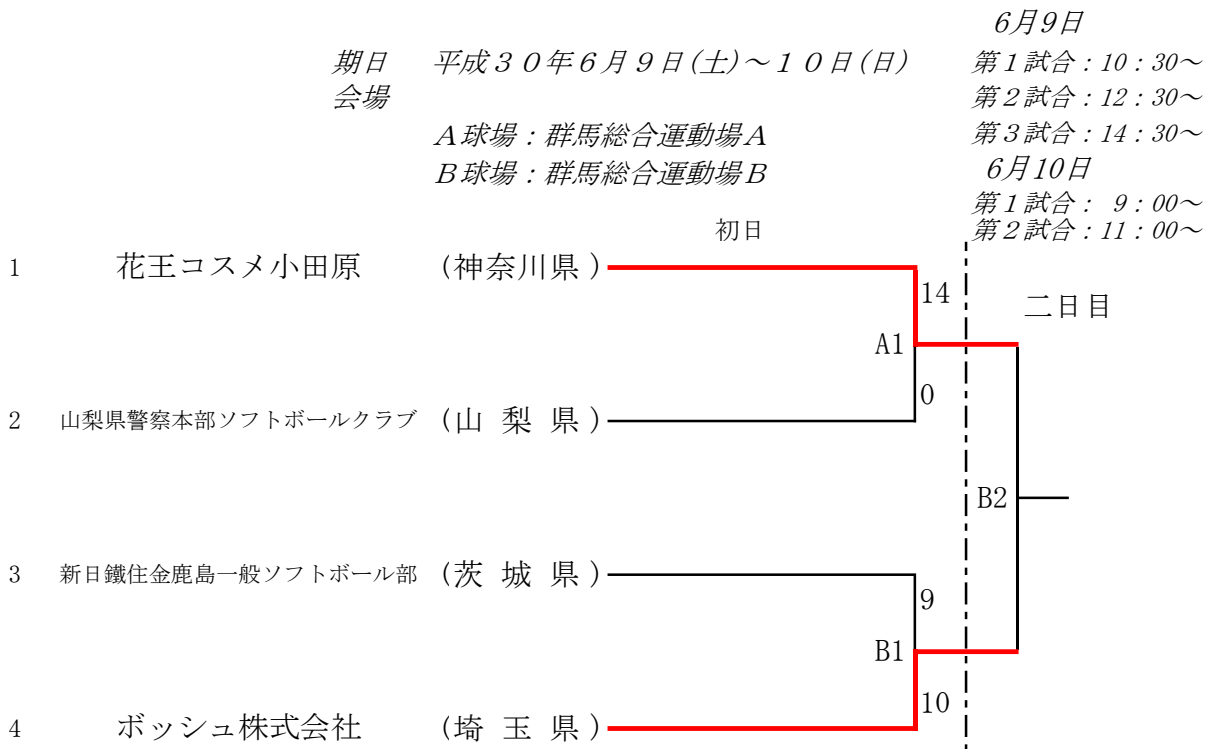 6月9日
期日 平成３０年６月９日(土)～１０日(日) 第１試合：10：30～
会場 第２試合：12：30～
Ａ球場：群馬総合運動場Ａ 第３試合：14：30～
Ｂ球場：群馬総合運動場Ｂ 6月10日
第１試合： 9：00～
初日 第２試合：11：00～
1 花王コスメ小田原 (神奈川県)
14
二日目
A1
0
2 山梨県警察本部ソフトボールクラブ (山 梨 県)
B2
3 新日鐵住金鹿島一般ソフトボール部 (茨 城 県)
9
B1
10
4 ボッシュ株式会社 (埼 玉 県)